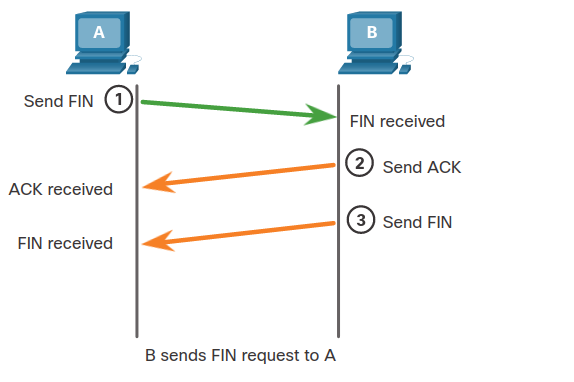 A
B
Send FIN
1
FIN received
2
Send ACK
ACK received
3
Send FIN
FIN received
B sends FIN request to A